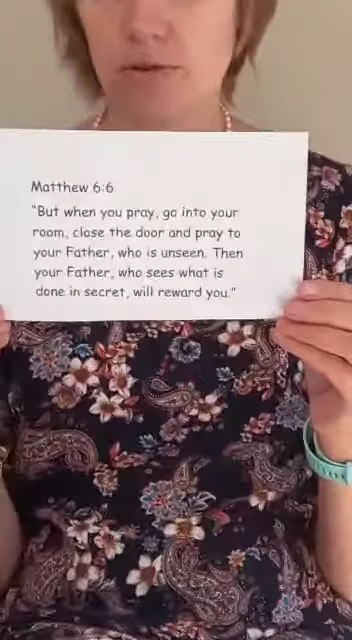 Matthew 6:6
"But when you pray, go into your
room, close the door and pray to
your Father, who is unseen. Then
your Father, who sees what is
done in secret, will reward you."